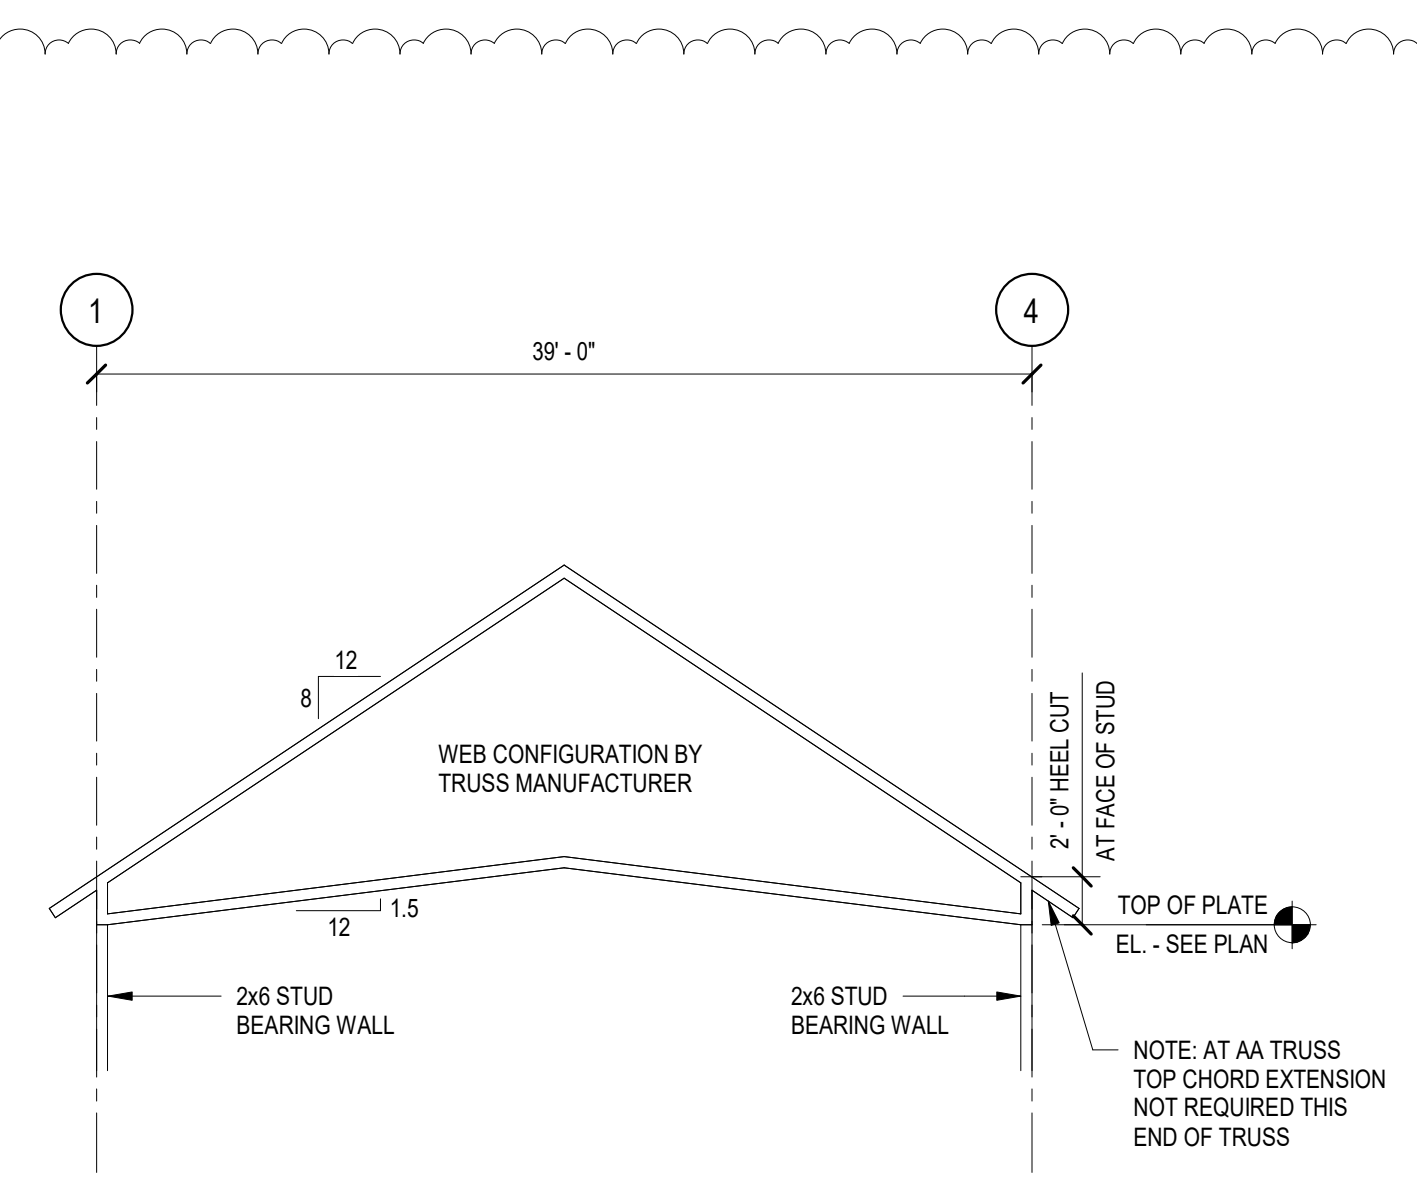 1
4
39' - 0"
12
8
WEB CONFIGURATION BY
TRUSS MANUFACTURER
2' - 0" HEEL CUT
AT FACE OF STUD
1.5
12
TOP OF PLATE
EL. - SEE PLAN
2x6 STUD
BEARING WALL
2x6 STUD
BEARING WALL
NOTE: AT AA TRUSS
TOP CHORD EXTENSION
NOT REQUIRED THIS
END OF TRUSS